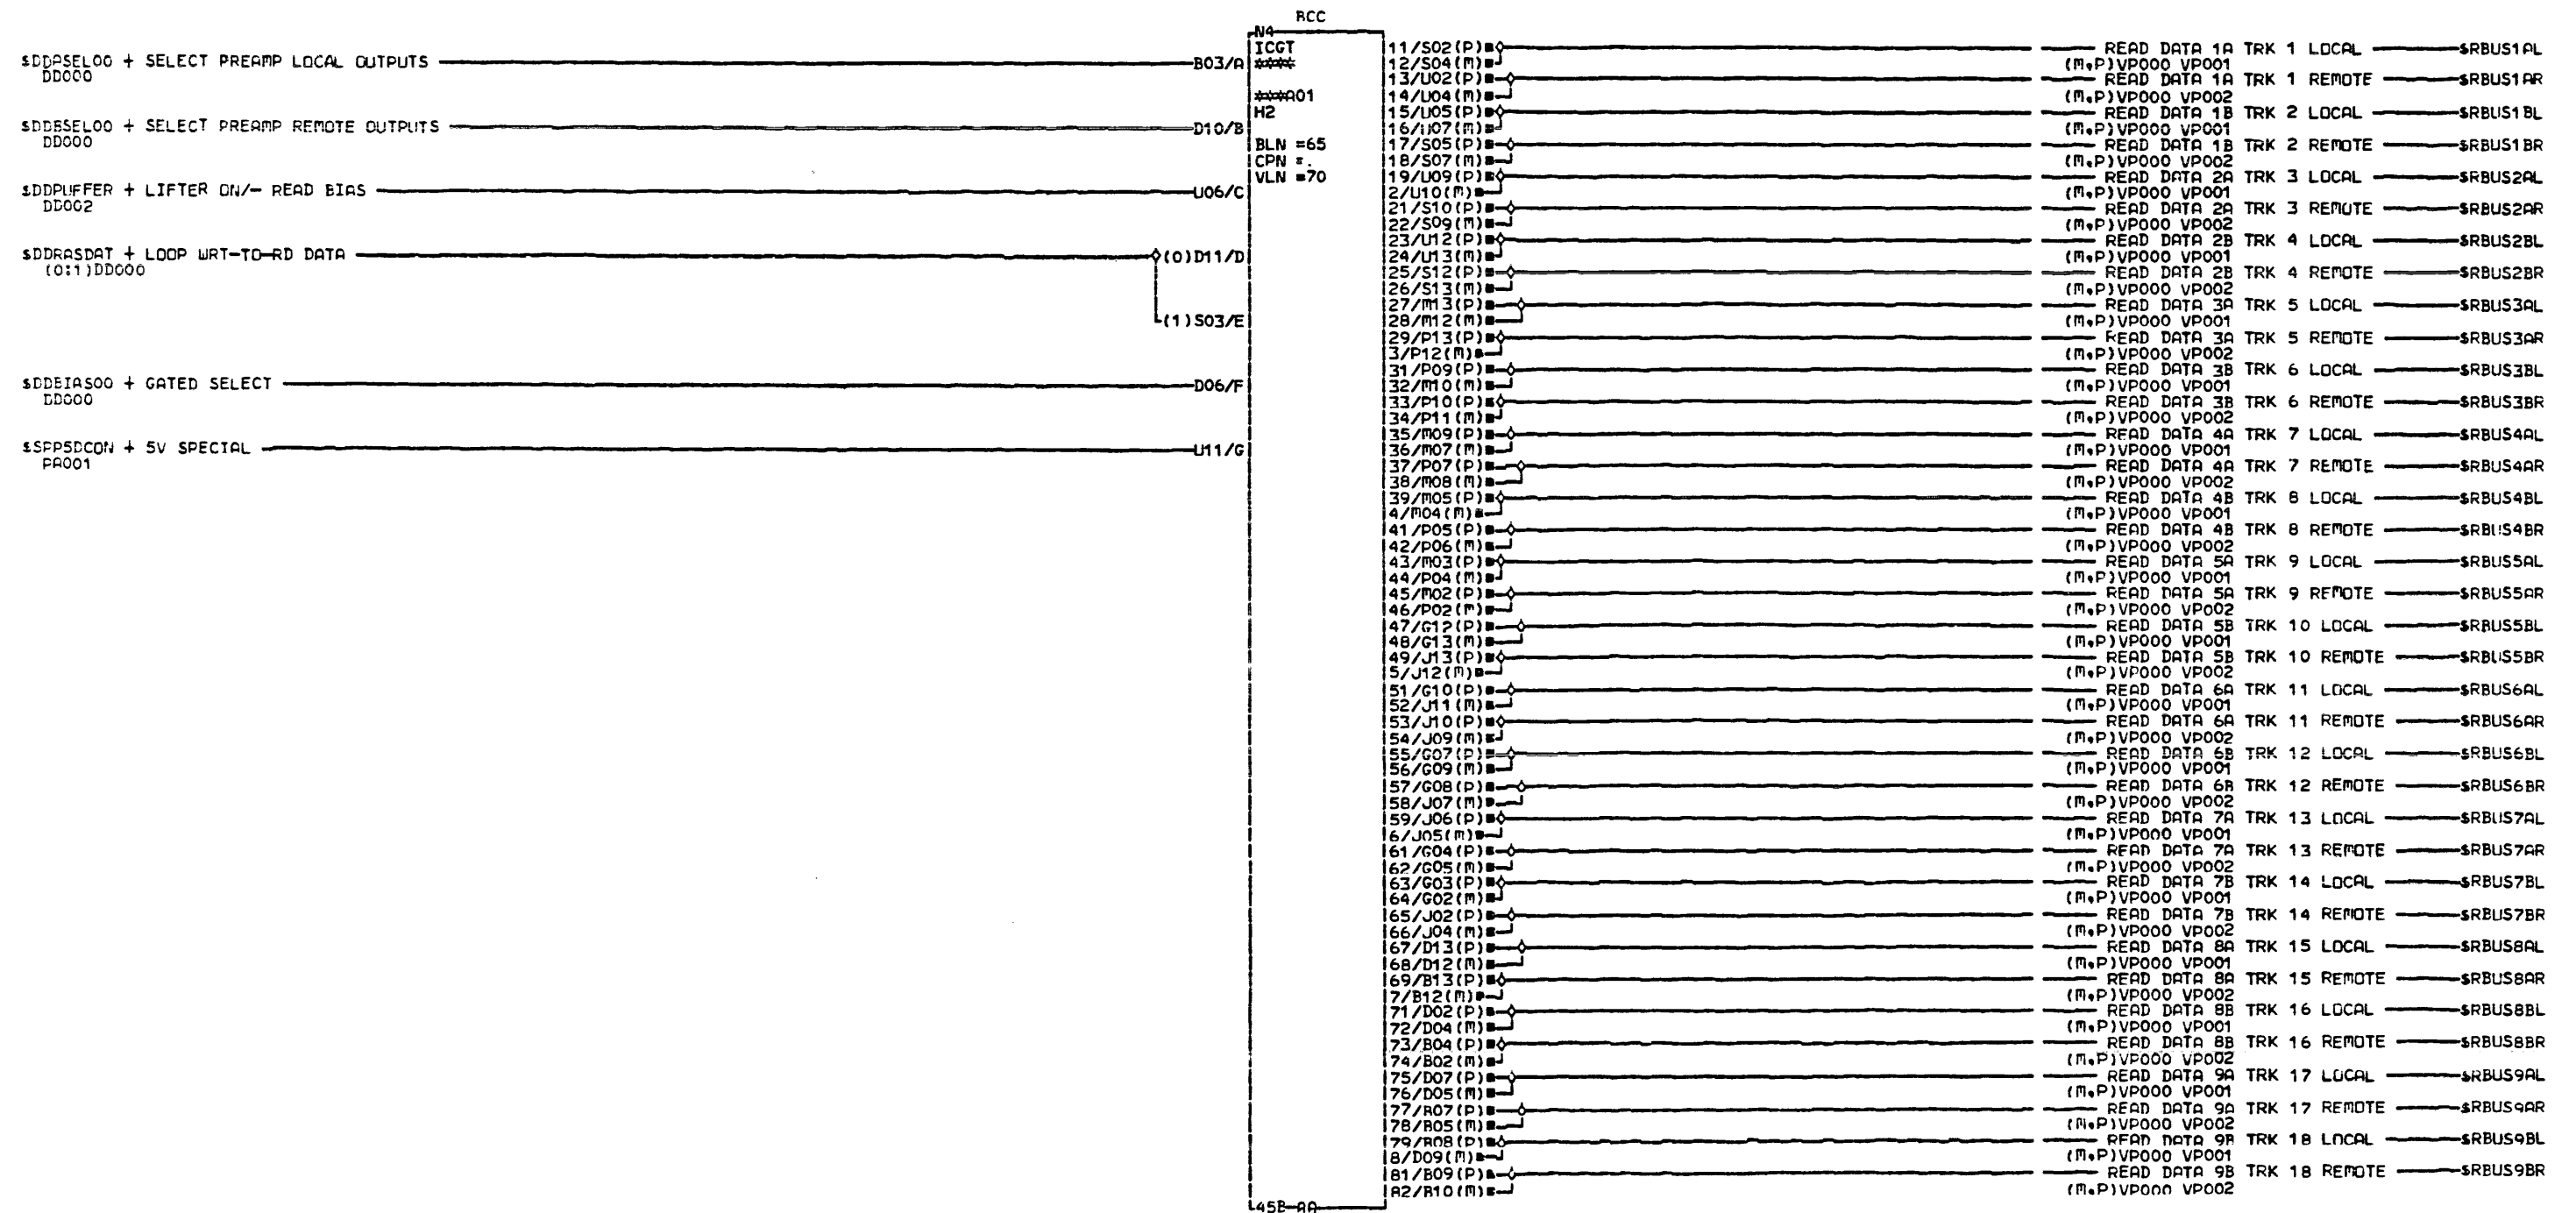 BCC
N4
ICGT
A01
H2
BLN =65
CPN =.
VLN =70
45B-AA
$DDASEL00 + SELECT PREAMP LOCAL OUTPUTS B03/A
DD000
$DDBSEL00 + SELECT PREAMP REMOTE OUTPUTS D10/B
DD000
$DDPUFFER + LIFTER ON/- READ BIAS U06/C
DD002
$DDRASDAT + LOOP WRT-TO-RD DATA (0)D11/D
(0:1)DD000
(1)S03/E
$DDBIAS00 + GATED SELECT D06/F
DD000
$SPP5DCON + 5V SPECIAL U11/G
PA001
11/S02(P) READ DATA 1A TRK 1 LOCAL $RBUS1AL
12/S04(M) (M,P)VP000 VP001
13/U02(P) READ DATA 1A TRK 1 REMOTE $RBUS1AR
14/U04(M) (M,P)VP000 VP002
15/U05(P) READ DATA 1B TRK 2 LOCAL $RBUS1BL
16/U07(M) (M,P)VP000 VP001
17/S05(P) READ DATA 1B TRK 2 REMOTE $RBUS1BR
18/S07(M) (M,P)VP000 VP002
19/U09(P) READ DATA 2A TRK 3 LOCAL $RBUS2AL
2/U10(M) (M,P)VP000 VP001
21/S10(P) READ DATA 2A TRK 3 REMOTE $RBUS2AR
22/S09(M) (M,P)VP000 VP002
23/U12(P) READ DATA 2B TRK 4 LOCAL $RBUS2BL
24/U13(M) (M,P)VP000 VP001
25/S12(P) READ DATA 2B TRK 4 REMOTE $RBUS2BR
26/S13(M) (M,P)VP000 VP002
27/M13(P) READ DATA 3A TRK 5 LOCAL $RBUS3AL
28/M12(M) (M,P)VP000 VP001
29/P13(P) READ DATA 3A TRK 5 REMOTE $RBUS3AR
3/P12(M) (M,P)VP000 VP002
31/P09(P) READ DATA 3B TRK 6 LOCAL $RBUS3BL
32/M10(M) (M,P)VP000 VP001
33/P10(P) READ DATA 3B TRK 6 REMOTE $RBUS3BR
34/P11(M) (M,P)VP000 VP002
35/M09(P) READ DATA 4A TRK 7 LOCAL $RBUS4AL
36/M07(M) (M,P)VP000 VP001
37/P07(P) READ DATA 4A TRK 7 REMOTE $RBUS4AR
38/M08(M) (M,P)VP000 VP002
39/M05(P) READ DATA 4B TRK 8 LOCAL $RBUS4BL
4/M04(M) (M,P)VP000 VP001
41/P05(P) READ DATA 4B TRK 8 REMOTE $RBUS4BR
42/P06(M) (M,P)VP000 VP002
43/M03(P) READ DATA 5A TRK 9 LOCAL $RBUS5AL
44/P04(M) (M,P)VP000 VP001
45/M02(P) READ DATA 5A TRK 9 REMOTE $RBUS5AR
46/P02(M) (M,P)VP000 VP002
47/G12(P) READ DATA 5B TRK 10 LOCAL $RBUS5BL
48/G13(M) (M,P)VP000 VP001
49/J13(P) READ DATA 5B TRK 10 REMOTE $RBUS5BR
5/J12(M) (M,P)VP000 VP002
51/G10(P) READ DATA 6A TRK 11 LOCAL $RBUS6AL
52/J11(M) (M,P)VP000 VP001
53/J10(P) READ DATA 6A TRK 11 REMOTE $RBUS6AR
54/J09(M) (M,P)VP000 VP002
55/G07(P) READ DATA 6B TRK 12 LOCAL $RBUS6BL
56/G09(M) (M,P)VP000 VP001
57/G08(P) READ DATA 6B TRK 12 REMOTE $RBUS6BR
58/J07(M) (M,P)VP000 VP002
59/J06(P) READ DATA 7A TRK 13 LOCAL $RBUS7AL
6/J05(M) (M,P)VP000 VP001
61/G04(P) READ DATA 7A TRK 13 REMOTE $RBUS7AR
62/G05(M) (M,P)VP000 VP002
63/G03(P) READ DATA 7B TRK 14 LOCAL $RBUS7BL
64/G02(M) (M,P)VP000 VP001
65/J02(P) READ DATA 7B TRK 14 REMOTE $RBUS7BR
66/J04(M) (M,P)VP000 VP002
67/D13(P) READ DATA 8A TRK 15 LOCAL $RBUS8AL
68/D12(M) (M,P)VP000 VP001
69/B13(P) READ DATA 8A TRK 15 REMOTE $RBUS8AR
7/B12(M) (M,P)VP000 VP002
71/D02(P) READ DATA 8B TRK 16 LOCAL $RBUS8BL
72/D04(M) (M,P)VP000 VP001
73/B04(P) READ DATA 8B TRK 16 REMOTE $RBUS8BR
74/B02(M) (M,P)VP000 VP002
75/D07(P) READ DATA 9A TRK 17 LOCAL $RBUS9AL
76/D05(M) (M,P)VP000 VP001
77/B07(P) READ DATA 9A TRK 17 REMOTE $RBUS9AR
78/B05(M) (M,P)VP000 VP002
79/B08(P) READ DATA 9B TRK 18 LOCAL $RBUS9BL
8/D09(M) (M,P)VP000 VP001
81/B09(P) READ DATA 9B TRK 18 REMOTE $RBUS9BR
82/B10(M) (M,P)VP000 VP002